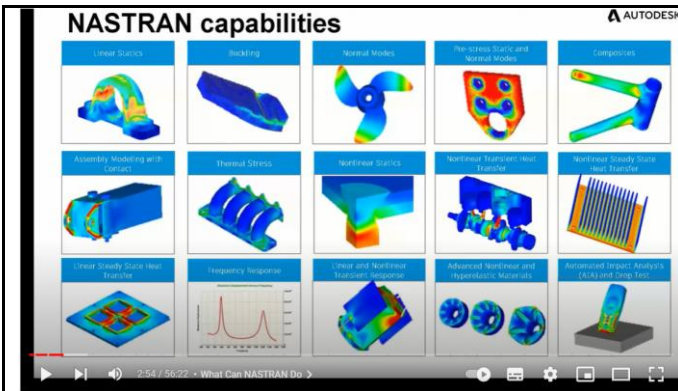 NASTRAN capabilities
AUTODESK
Linear Statics
Buckling
Normal Modes
Pre-stress Static and
Normal Modes
Composites
Assembly Modeling with
Contact
Thermal Stress
Nonlinear Statics
Nonlinear Transient Heat
Transfer
Nonlinear Steady State
Heat Transfer
Linear Steady State Heat
Transfer
Frequency Response
Linear and Nonlinear
Transient Response
Advanced Nonlinear and
Hyperelastic Materials
Automated Impact Analysis
(AIA) and Drop Test
2:54 / 56:22 • What Can NASTRAN Do >